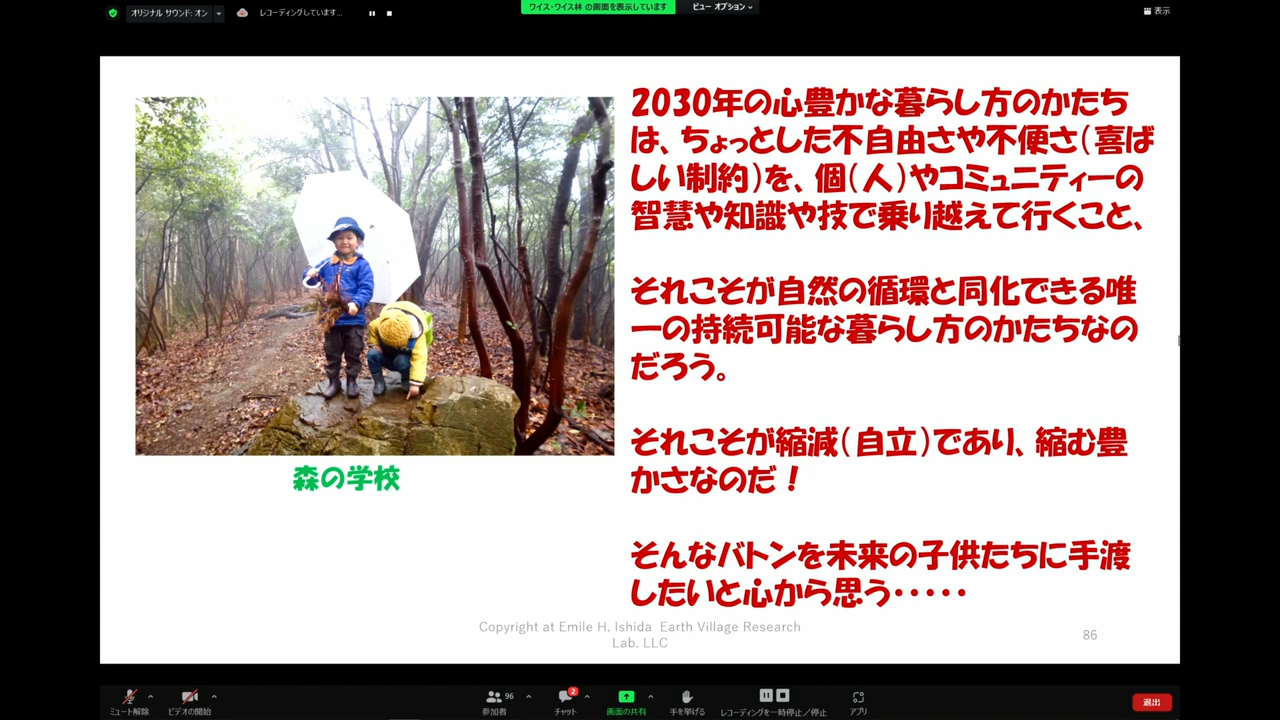 オリジナル サウンド: オン
レコーディングしています...
ワイス・ワイス林 の画面を表示しています
ビュー オプション
表示
2030年の心豊かな暮らし方のかたち
は、ちょっとした不自由さや不便さ（喜ば
しい制約）を、個（人）やコミュニティーの
智慧や知識や技で乗り越えて行くこと、
それこそが自然の循環と同化できる唯
一の持続可能な暮らし方のかたちなの
だろう。
それこそが縮減（自立）であり、縮む豊
かさなのだ！
そんなバトンを未来の子供たちに手渡
したいと心から思う・・・・・
森の学校
Copyright at Emile H. Ishida Earth Village Research
Lab. LLC
86
ミュート解除
ビデオの開始
96
参加者
2
チャット
画面の共有
手を挙げる
レコーディングを一時停止/停止
アプリ
退出